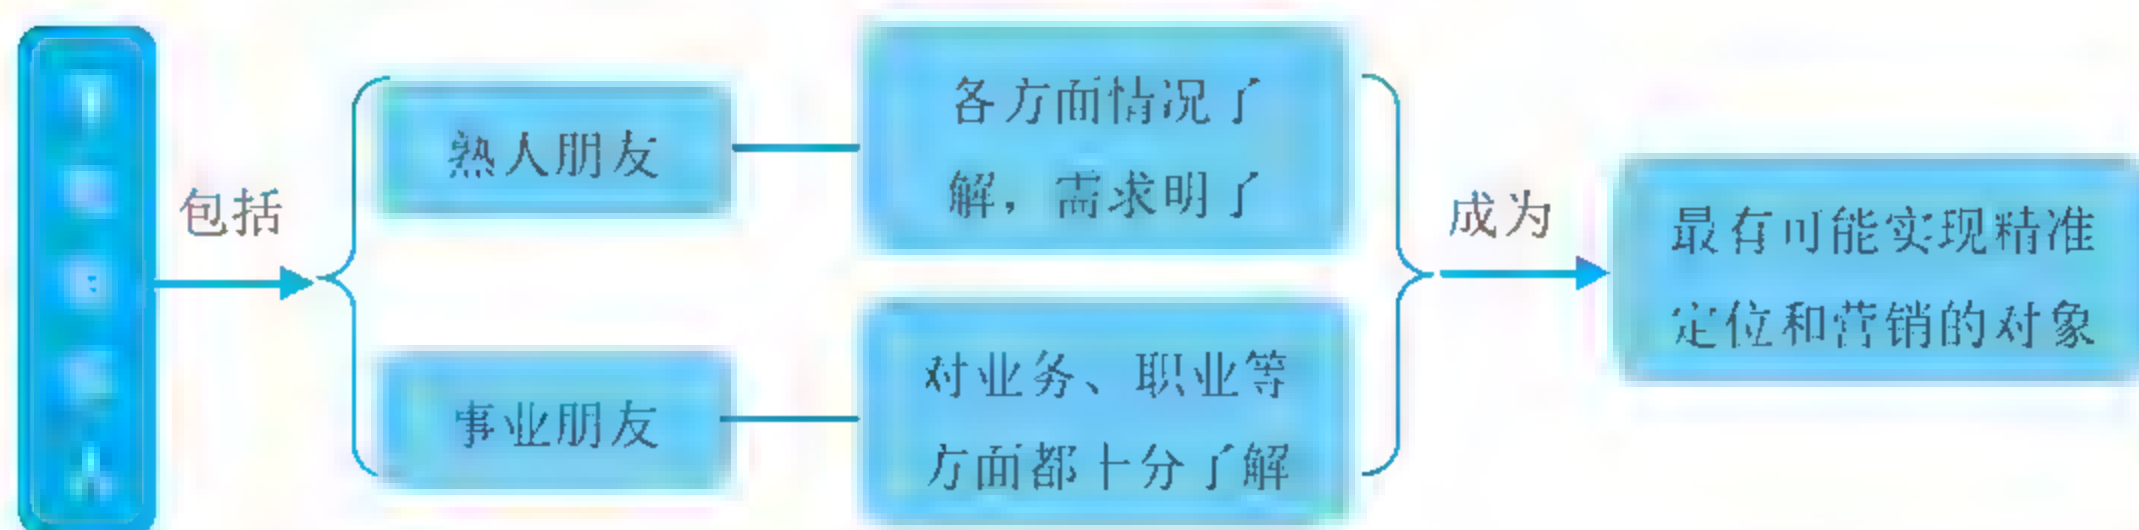 包括
熟人朋友
各方面情况了
解，需求明了
事业朋友
对业务、职业等
方面都十分了解
成为
最有可能实现精准
定位和营销的对象